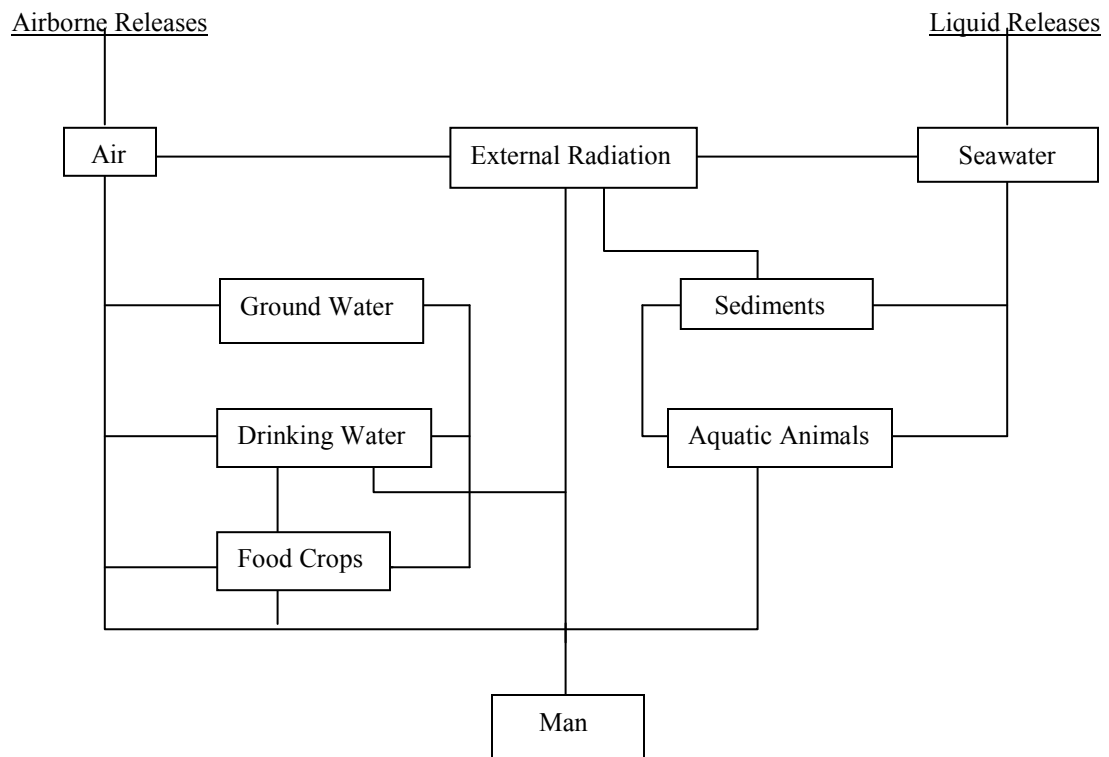 Airborne Releases
Liquid Releases
Air
External Radiation
Seawater
Ground Water
Sediments
Drinking Water
Aquatic Animals
Food Crops
Man